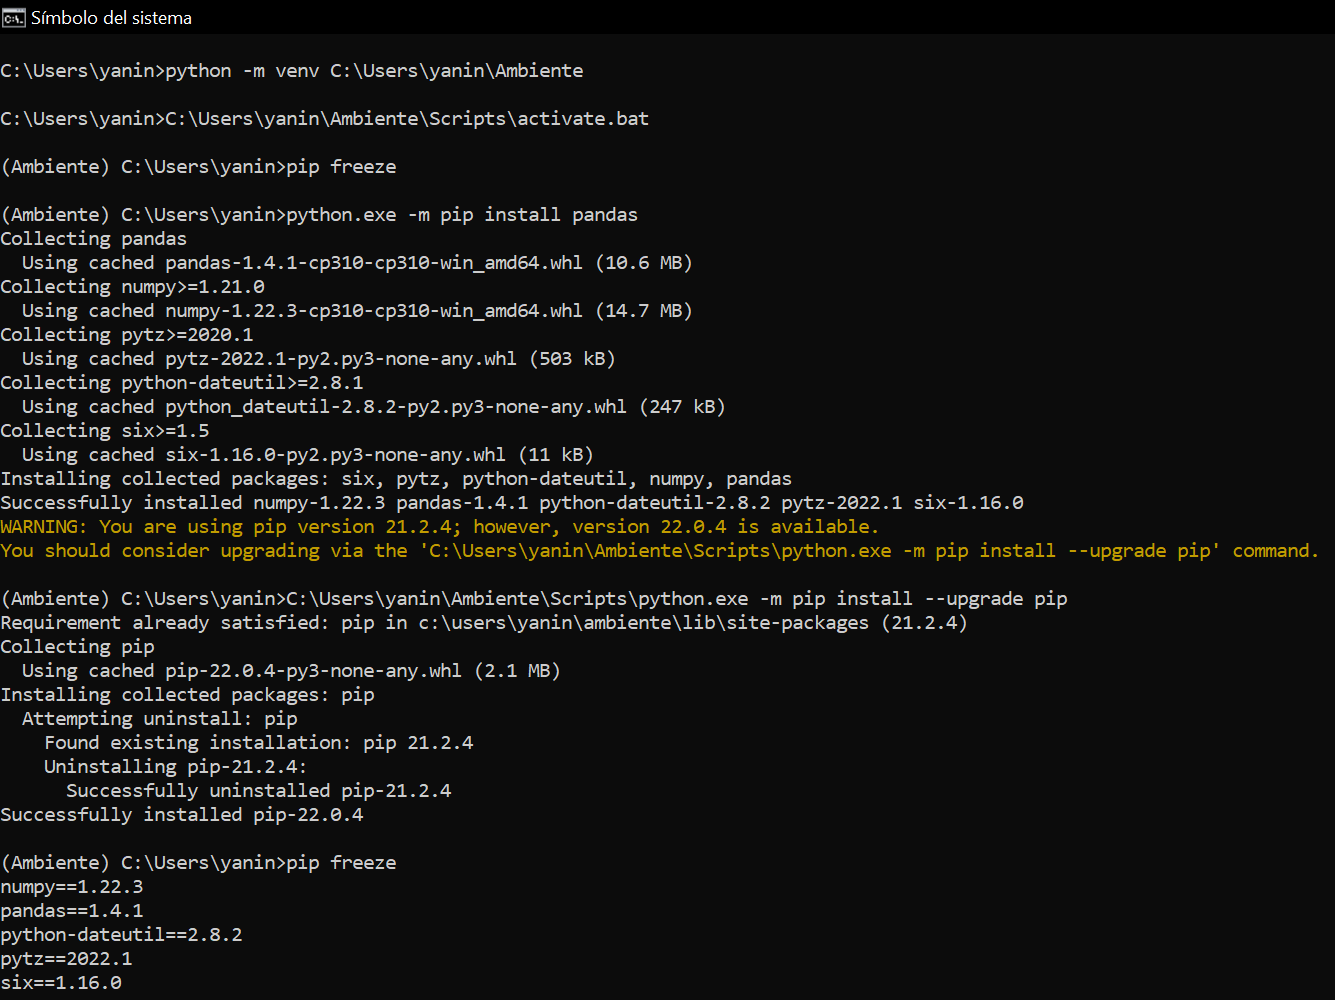 Símbolo del sistema
C:\Users\yanin>python -m venv C:\Users\yanin\Ambiente
C:\Users\yanin>C:\Users\yanin\Ambiente\Scripts\activate.bat
(Ambiente) C:\Users\yanin>pip freeze
(Ambiente) C:\Users\yanin>python.exe -m pip install pandas
Collecting pandas
  Using cached pandas-1.4.1-cp310-cp310-win_amd64.whl (10.6 MB)
Collecting numpy>=1.21.0
  Using cached numpy-1.22.3-cp310-cp310-win_amd64.whl (14.7 MB)
Collecting pytz>=2020.1
  Using cached pytz-2022.1-py2.py3-none-any.whl (503 kB)
Collecting python-dateutil>=2.8.1
  Using cached python_dateutil-2.8.2-py2.py3-none-any.whl (247 kB)
Collecting six>=1.5
  Using cached six-1.16.0-py2.py3-none-any.whl (11 kB)
Installing collected packages: six, pytz, python-dateutil, numpy, pandas
Successfully installed numpy-1.22.3 pandas-1.4.1 python-dateutil-2.8.2 pytz-2022.1 six-1.16.0
WARNING: You are using pip version 21.2.4; however, version 22.0.4 is available.
You should consider upgrading via the 'C:\Users\yanin\Ambiente\Scripts\python.exe -m pip install --upgrade pip' command.
(Ambiente) C:\Users\yanin>C:\Users\yanin\Ambiente\Scripts\python.exe -m pip install --upgrade pip
Requirement already satisfied: pip in c:\users\yanin\ambiente\lib\site-packages (21.2.4)
Collecting pip
  Using cached pip-22.0.4-py3-none-any.whl (2.1 MB)
Installing collected packages: pip
  Attempting uninstall: pip
    Found existing installation: pip 21.2.4
    Uninstalling pip-21.2.4:
      Successfully uninstalled pip-21.2.4
Successfully installed pip-22.0.4
(Ambiente) C:\Users\yanin>pip freeze
numpy==1.22.3
pandas==1.4.1
python-dateutil==2.8.2
pytz==2022.1
six==1.16.0